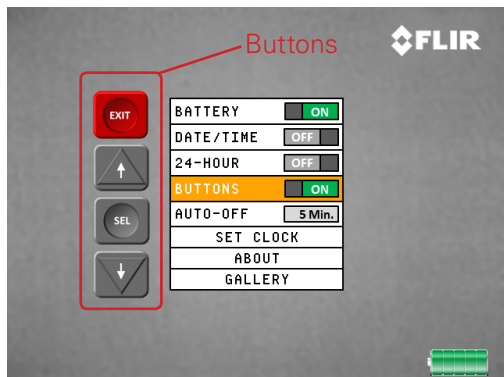 Buttons
FLIR
EXIT
BATTERY ON
DATE/TIME OFF
24-HOUR OFF
BUTTONS ON
SEL
AUTO-OFF 5 Min.
SET CLOCK
ABOUT
GALLERY